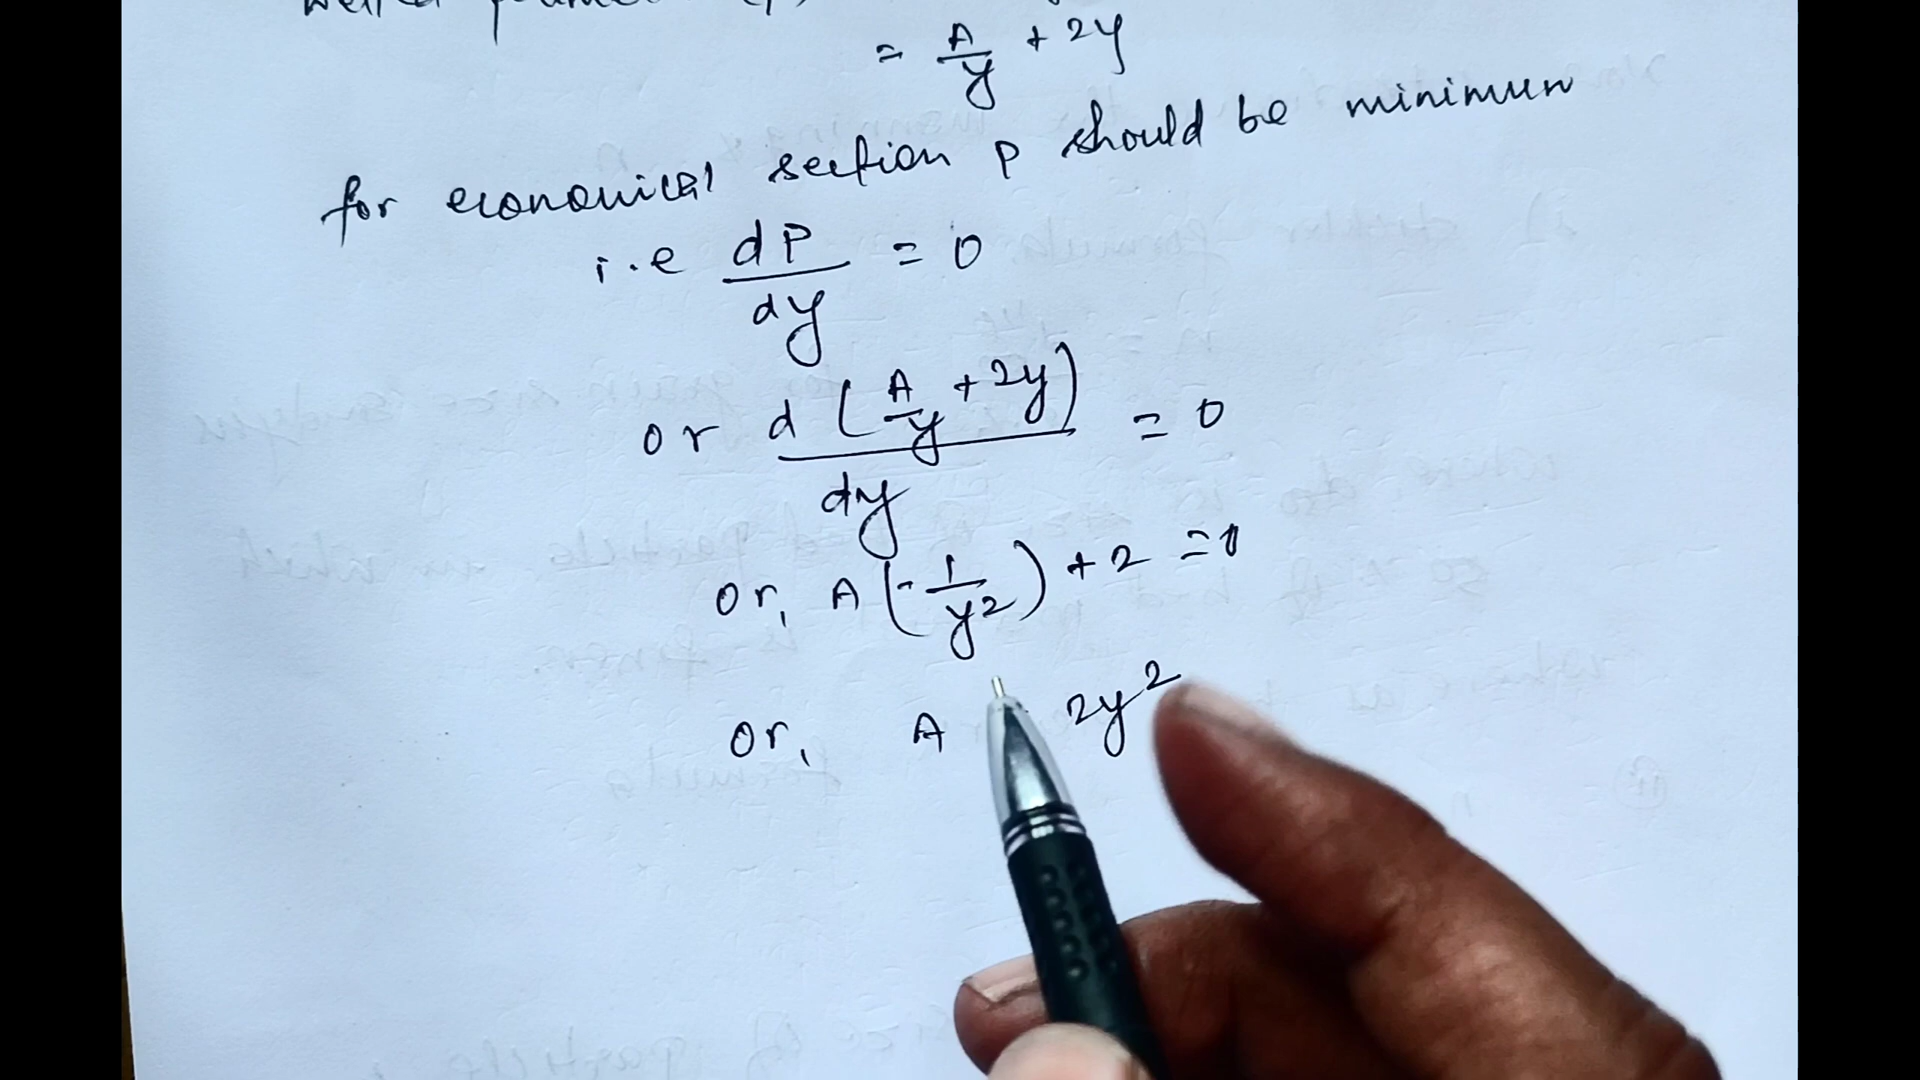 = A/y + 2y
for economical section P should be minimum
i.e dP/dy = 0
or d(A/y + 2y)/dy = 0
or, A(-1/y²) + 2 = 0
or, A 2y²